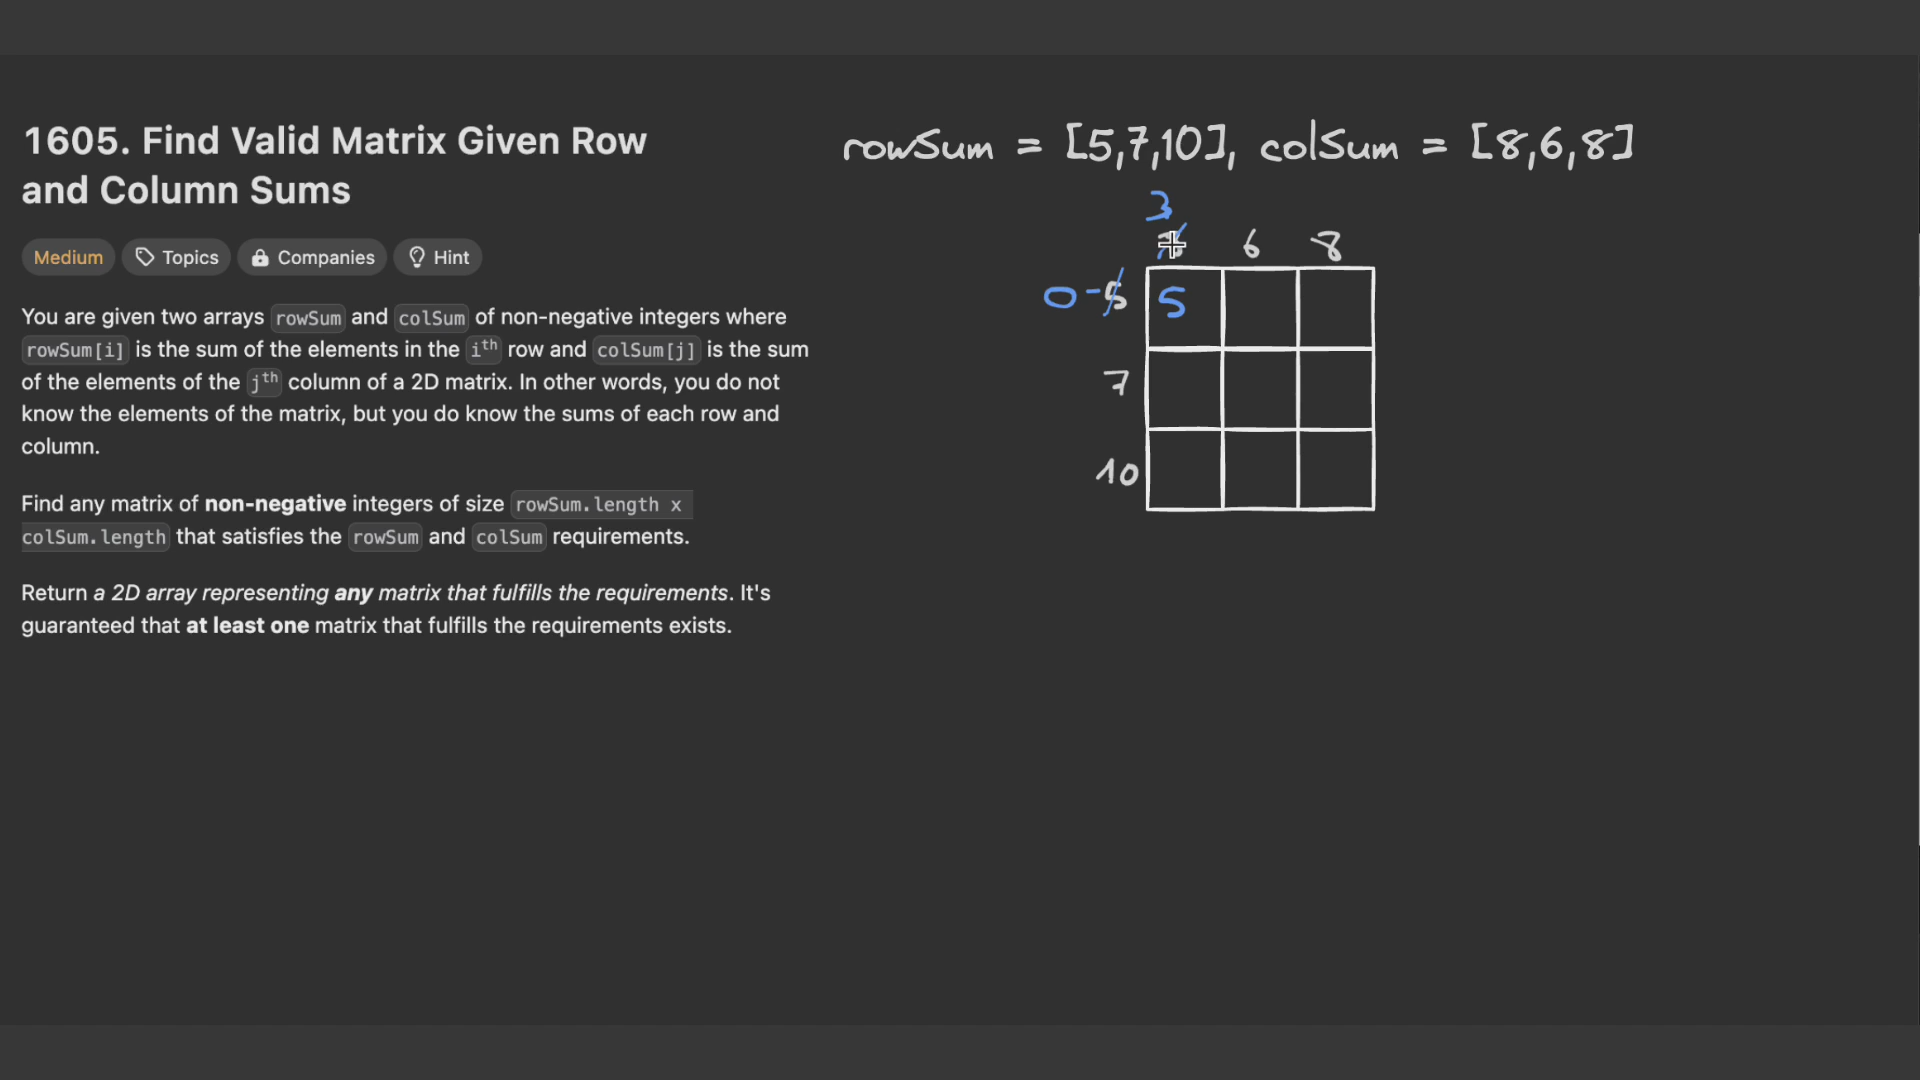 1605. Find Valid Matrix Given Row
and Column Sums
Medium Topics Companies Hint
You are given two arrays rowSum and colSum of non-negative integers where
rowSum[i] is the sum of the elements in the ith row and colSum[j] is the sum
of the elements of the jth column of a 2D matrix. In other words, you do not
know the elements of the matrix, but you do know the sums of each row and
column.
Find any matrix of non-negative integers of size rowSum.length x
colSum.length that satisfies the rowSum and colSum requirements.
Return a 2D array representing any matrix that fulfills the requirements. It's
guaranteed that at least one matrix that fulfills the requirements exists.
rowSum = [5,7,10], colSum = [8,6,8]
3
6 8
0 - 5 5
7
10